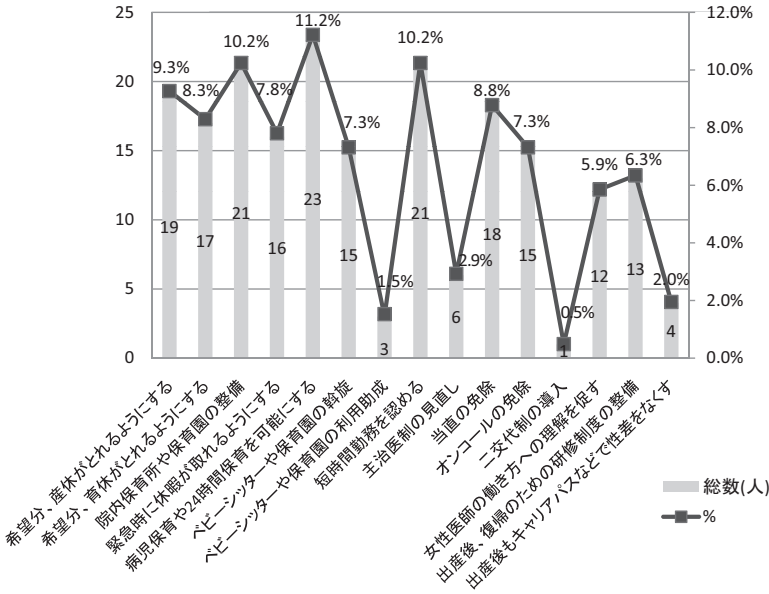 25
20
15
10
5
0
12.0%
10.0%
8.0%
6.0%
4.0%
2.0%
0.0%
9.3%
8.3%
10.2%
7.8%
11.2%
7.3%
1.5%
10.2%
2.9%
8.8%
7.3%
0.5%
5.9%
6.3%
2.0%
19
17
21
16
23
15
3
21
6
18
15
1
12
13
4
希望分、産休がとれるようにする
希望分、育休がとれるようにする
院内保育所や保育園の整備
緊急時に休暇が取れるようにする
病児保育や24時間保育を可能にする
ベビーシッターや保育園の斡旋
ベビーシッターや保育園の利用助成
短時間勤務を認める
主治医制の見直し
当直の免除
オンコールの免除
二交代制の導入
女性医師の働き方への理解を促す
出産後、復帰のための研修制度の整備
出産後もキャリアパスなどで性差をなくす
総数(人)
%